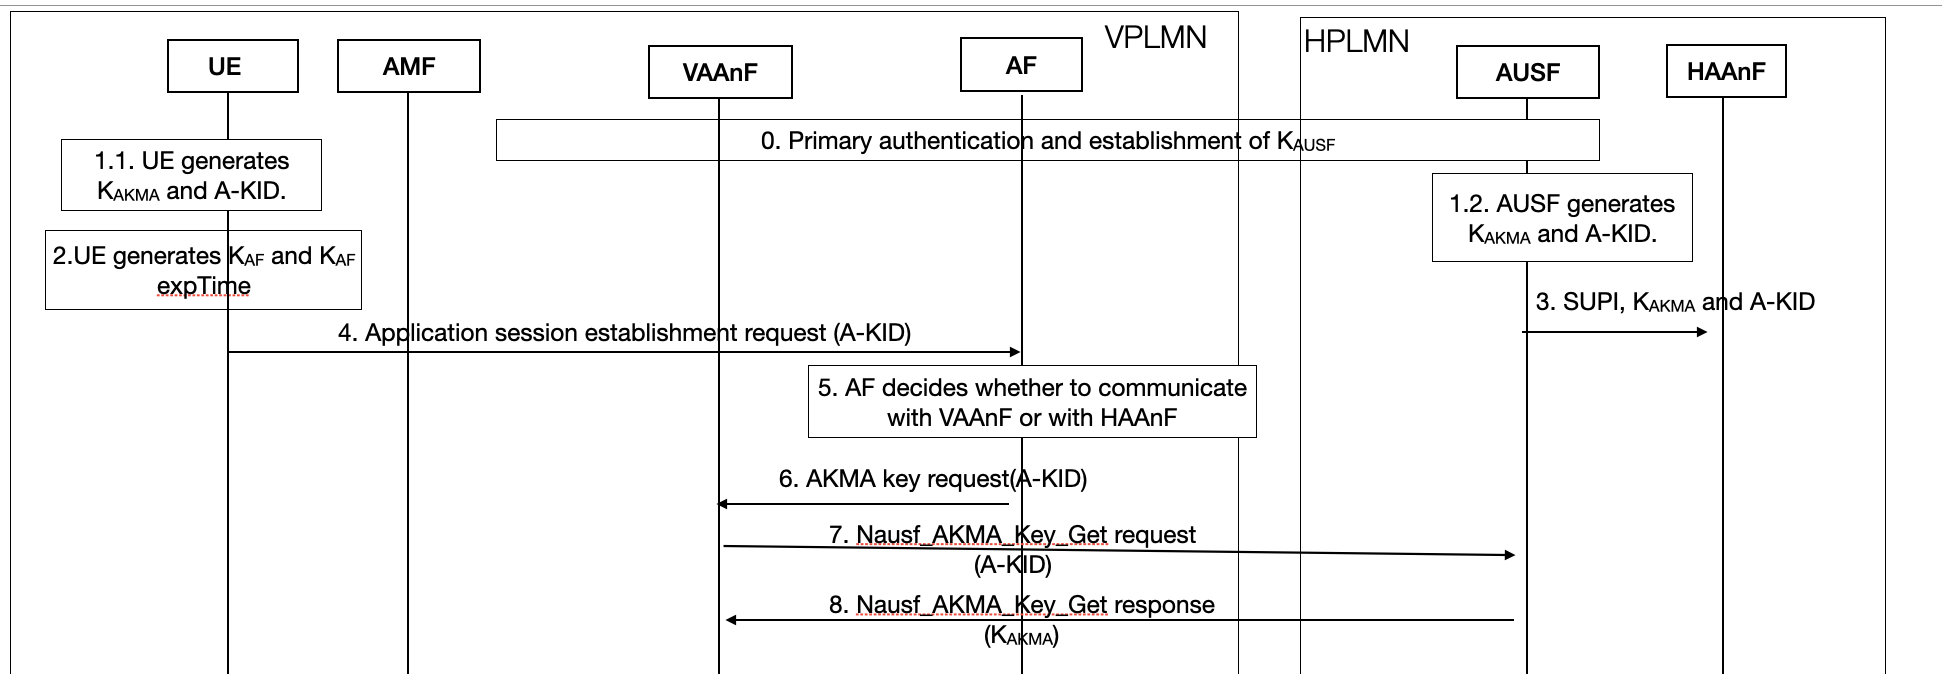 VPLMN
HPLMN
UE
AMF
VAAnF
AF
AUSF
HAAnF
0. Primary authentication and establishment of KAUSF
1.1. UE generates
KAKMA and A-KID.
1.2. AUSF generates
KAKMA and A-KID.
2.UE generates KAF and KAF
expTime
3. SUPI, KAKMA and A-KID
4. Application session establishment request (A-KID)
5. AF decides whether to communicate
with VAAnF or with HAAnF
6. AKMA key request(A-KID)
7. Nausf_AKMA_Key_Get request
(A-KID)
8. Nausf_AKMA_Key_Get response
(KAKMA)